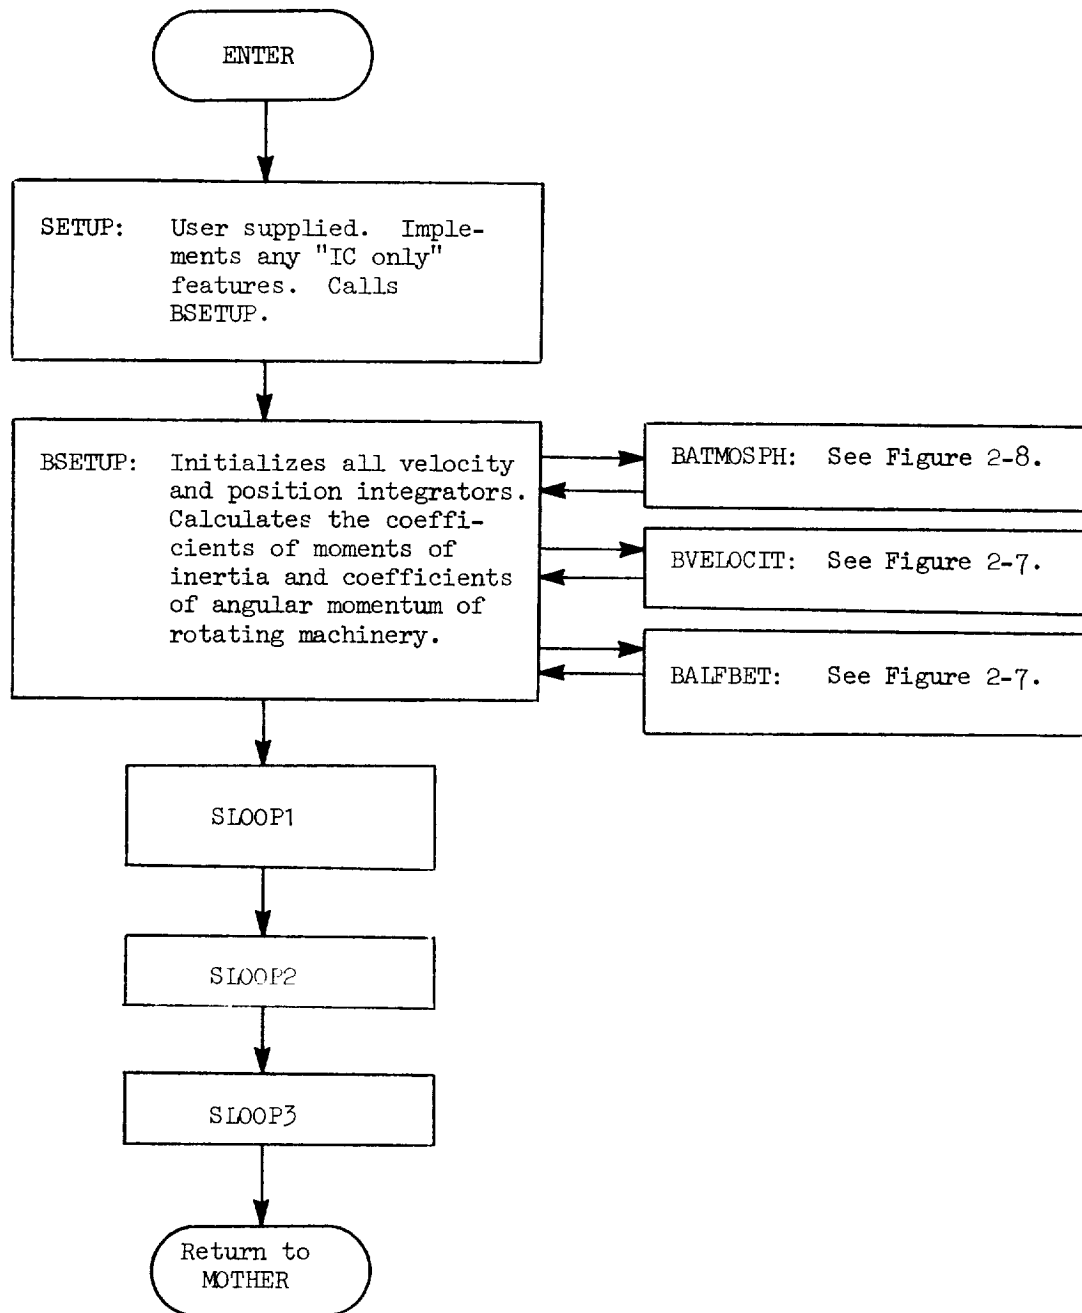 ENTER
SETUP: User supplied. Imple-
ments any "IC only"
features. Calls
BSETUP.
BSETUP: Initializes all velocity
and position integrators.
Calculates the coeffi-
cients of moments of
inertia and coefficients
of angular momentum of
rotating machinery.
BATMOSPH: See Figure 2-8.
BVELOCIT: See Figure 2-7.
BALFBET: See Figure 2-7.
SLOOP1
SLOOP2
SLOOP3
Return to
MOTHER